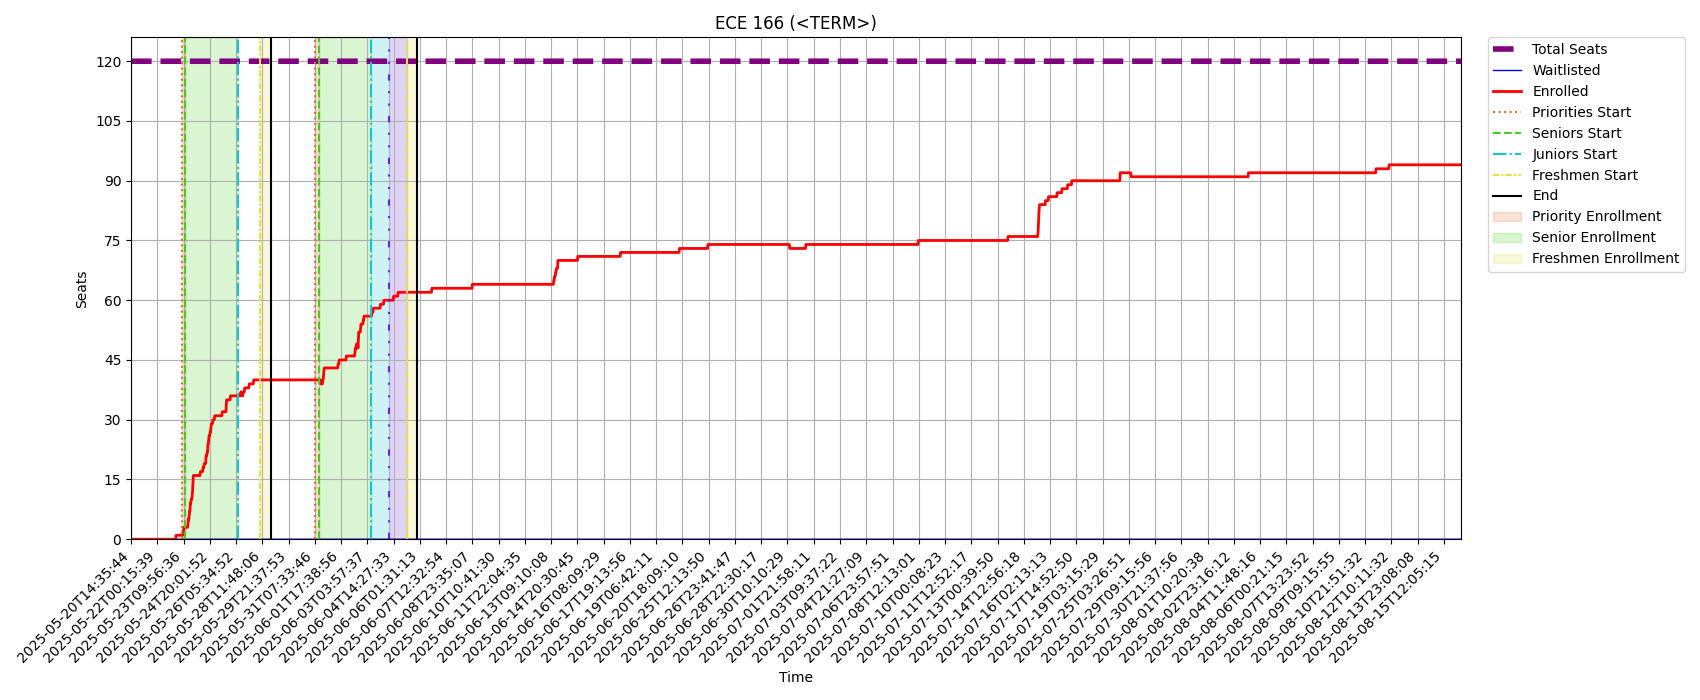 ECE 166 (<TERM>)
Total Seats
Waitlisted
Enrolled
Priorities Start
Seniors Start
Juniors Start
Freshmen Start
End
Priority Enrollment
Senior Enrollment
Freshmen Enrollment
Seats
120
105
90
75
60
45
30
15
0
2025-05-20T14:35:44
2025-05-22T00:15:39
2025-05-23T09:56:36
2025-05-24T20:01:52
2025-05-26T05:34:52
2025-05-28T11:48:06
2025-05-29T21:37:53
2025-05-31T07:33:46
2025-06-01T17:38:56
2025-06-03T03:57:37
2025-06-04T14:27:33
2025-06-06T01:31:13
2025-06-07T12:32:54
2025-06-08T23:35:07
2025-06-10T10:41:30
2025-06-11T22:04:35
2025-06-13T09:10:08
2025-06-14T20:30:45
2025-06-16T08:09:29
2025-06-17T19:13:56
2025-06-19T06:42:11
2025-06-20T18:09:10
2025-06-25T12:13:50
2025-06-26T23:41:47
2025-06-28T22:30:17
2025-06-30T10:10:29
2025-07-01T21:58:11
2025-07-03T09:37:22
2025-07-04T21:27:09
2025-07-06T23:57:51
2025-07-08T12:13:01
2025-07-10T00:08:23
2025-07-11T12:52:17
2025-07-13T00:39:50
2025-07-14T12:56:18
2025-07-16T02:13:13
2025-07-17T14:52:50
2025-07-19T03:15:29
2025-07-25T03:26:51
2025-07-29T09:15:56
2025-07-30T21:37:56
2025-08-01T10:20:38
2025-08-02T23:16:12
2025-08-04T11:48:16
2025-08-06T00:21:15
2025-08-07T13:23:52
2025-08-09T09:15:55
2025-08-10T21:51:32
2025-08-12T10:11:32
2025-08-13T23:08:08
2025-08-15T12:05:15
Time